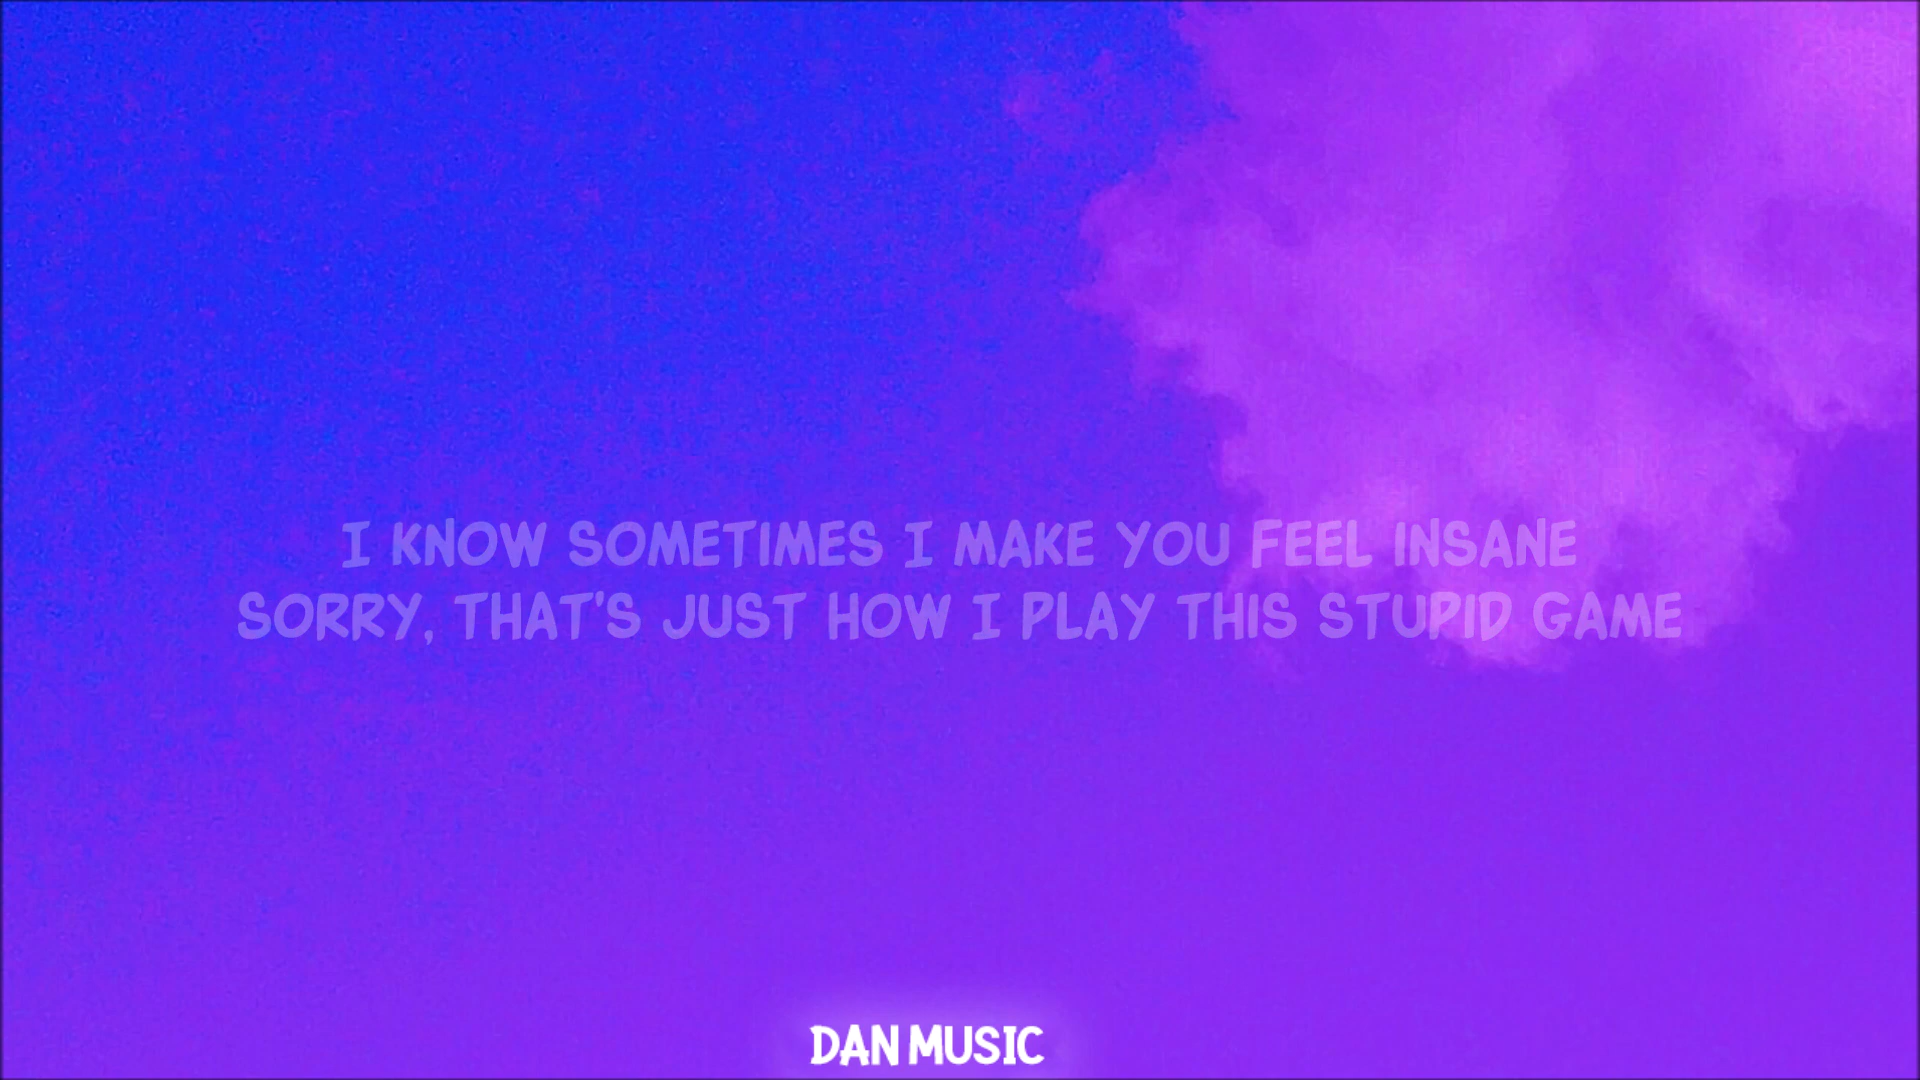 I KNOW SOMETIMES I MAKE YOU FEEL INSANE
SORRY, THAT'S JUST HOW I PLAY THIS STUPID GAME
DAN MUSIC